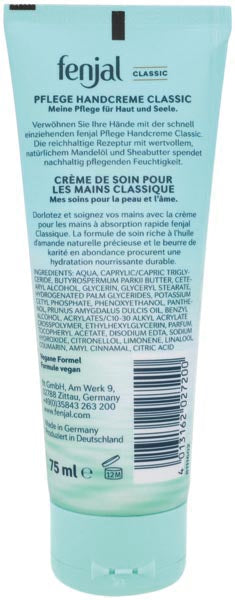 fenjal CLASSIC
PFLEGE HANDCREME CLASSIC
Meine Pflege für Haut und Seele.
Verwöhnen Sie Ihre Hände mit der schnell
einziehenden fenjal Pflege Handcreme Classic.
Die reichhaltige Rezeptur mit wertvollem,
natürlichem Mandelöl und Sheabutter spendet
nachhaltig pflegenden Feuchtigkeit.
CRÈME DE SOIN POUR
LES MAINS CLASSIQUE
Mes soins pour la peau et l'âme.
Dorlotez et soignez vos mains avec la crème
pour les mains à absorption rapide fenjal
Classique. La formule de soin riche à l'huile
d'amande naturelle précieuse et le beurre de
karité en abondance procurent une
hydratation nourrissante durable.
INGREDIENTS: AQUA, CAPRYLIC/CAPRIC TRIGLY-
CERIDE, BUTYROSPERMUM PARKII BUTTER, CETE-
ARYL ALCOHOL, GLYCERIN, GLYCERYL STEARATE,
HYDROGENATED PALM GLYCERIDES, POTASSIUM
CETYL PHOSPHATE, PHENOXYETHANOL, PANTHE-
NOL, PRUNUS AMYGDALUS DULCIS OIL, BENZYL
ALCOHOL, ACRYLATES/C10-30 ALKYL ACRYLATE
CROSSPOLYMER, ETHYLHEXYLGLYCERIN, PARFUM,
TOCOPHERYL ACETATE, DISODIUM EDTA, SODIUM
HYDROXIDE, CITRONELLOL, LIMONENE, LINALOOL
COUMARIN, AMYL CINNAMAL, CITRIC ACID
Vegane Formel
Formule vegan
GmbH, Am Werk 9,
02788 Zittau, Germany
+49(0)35843 263 200
www.fenjal.com
Made in Germany
Produziert in Deutschland
75 ml e 12M
4 013162 027200